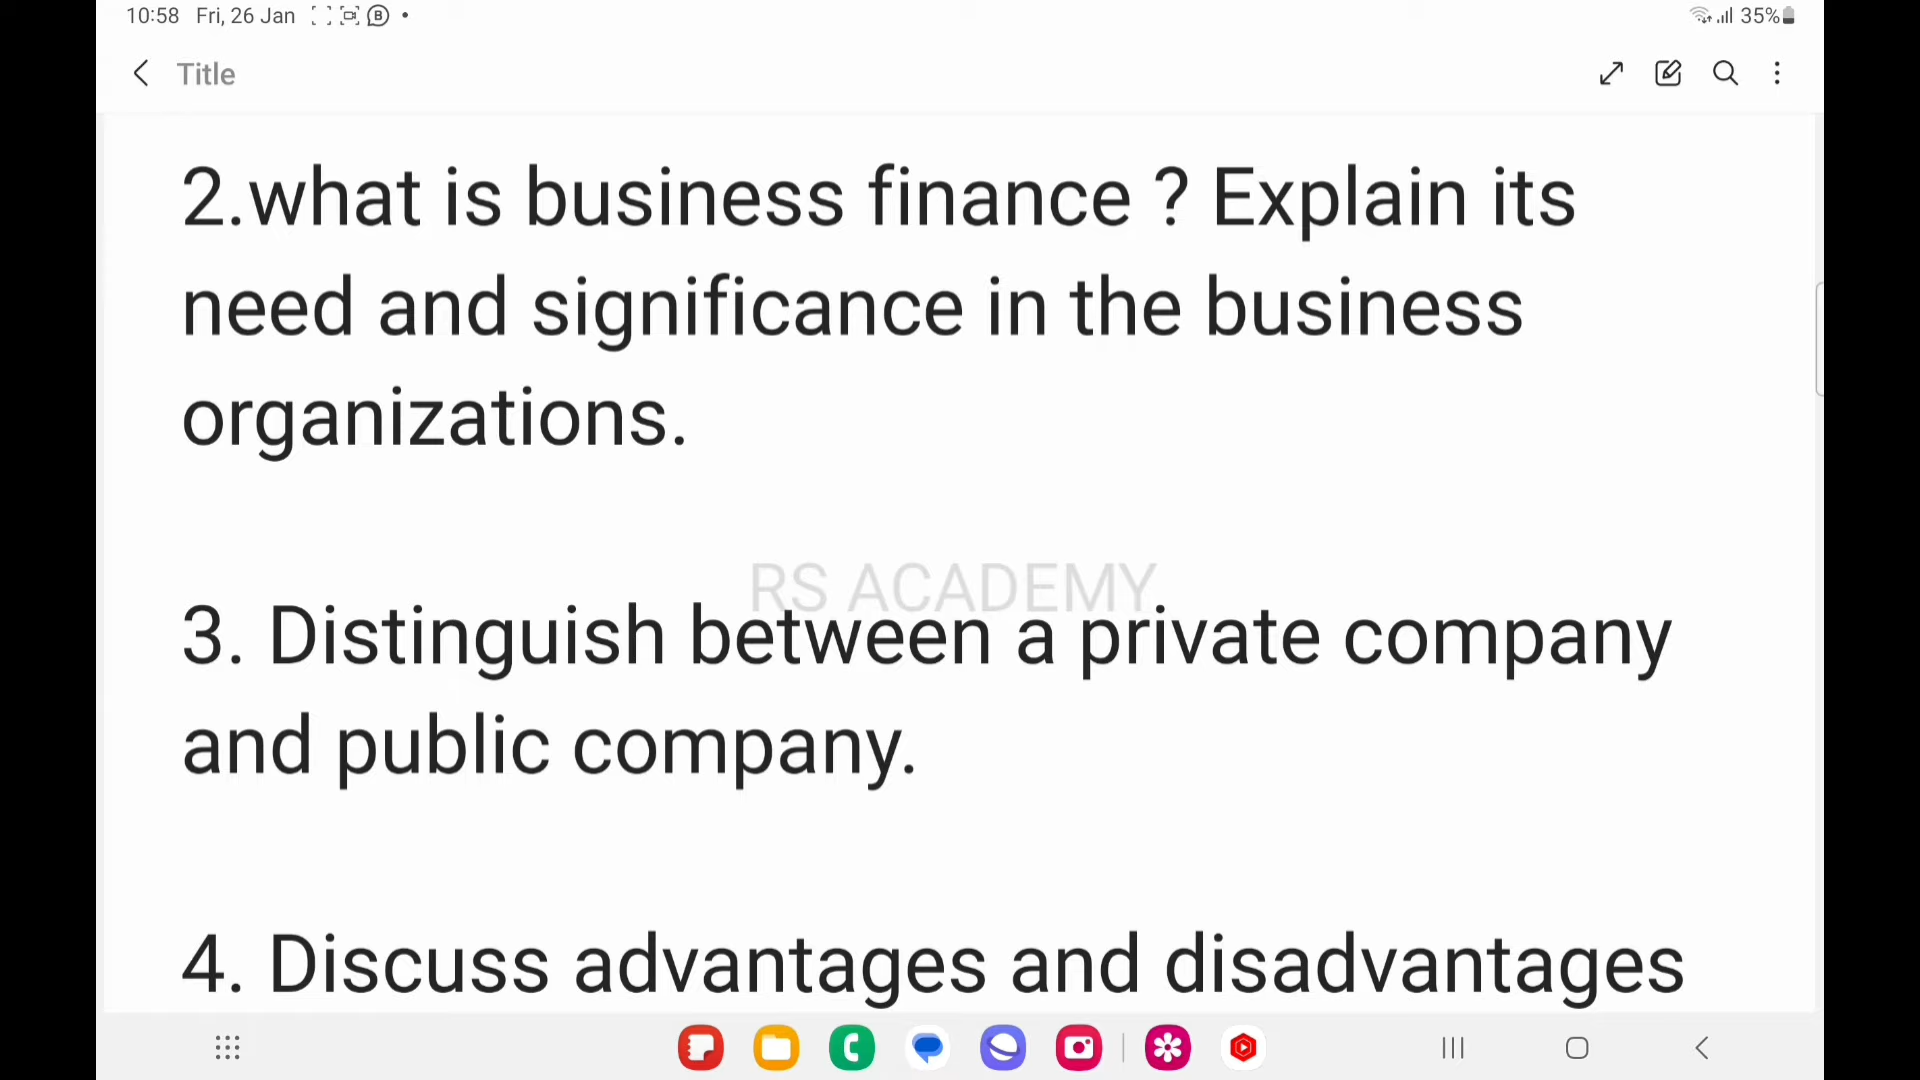 10:58 Fri, 26 Jan
35%
Title
2.what is business finance ? Explain its
need and significance in the business
organizations.
RS ACADEMY
3. Distinguish between a private company
and public company.
4. Discuss advantages and disadvantages